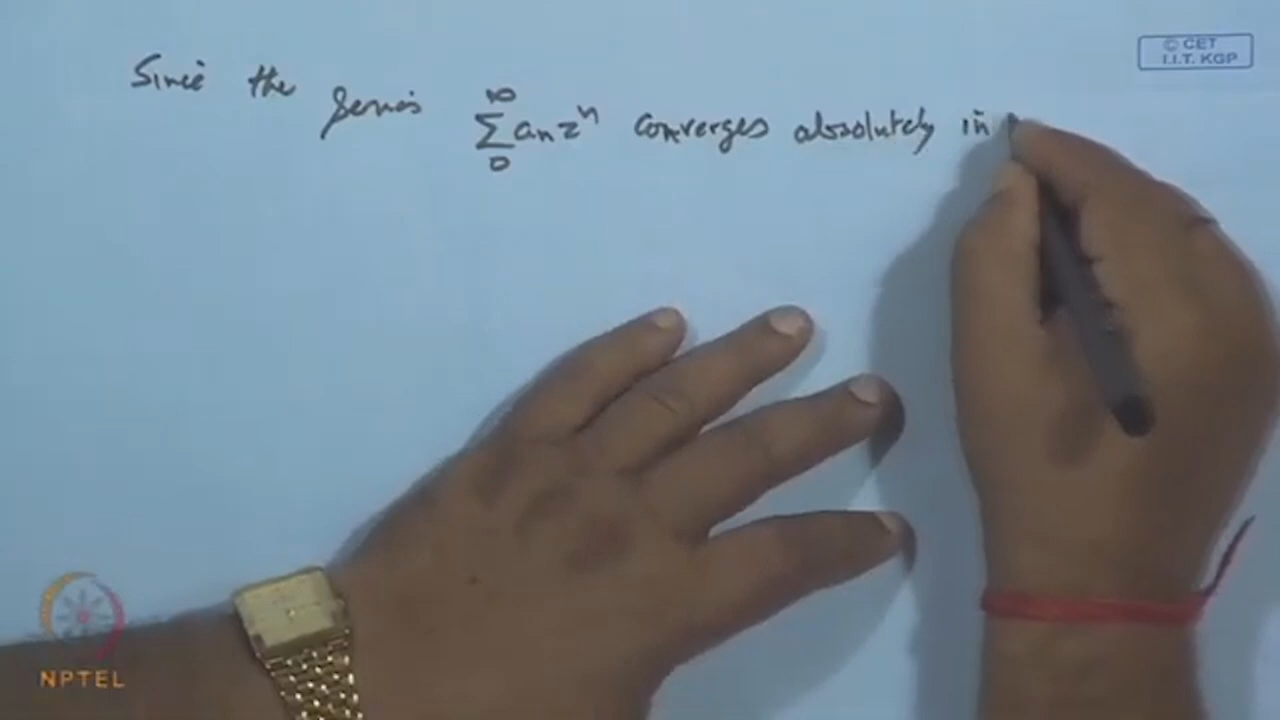 © CET
I.I.T. KGP
Since the series ∞∑0 anzⁿ converges absolutely in
NPTEL